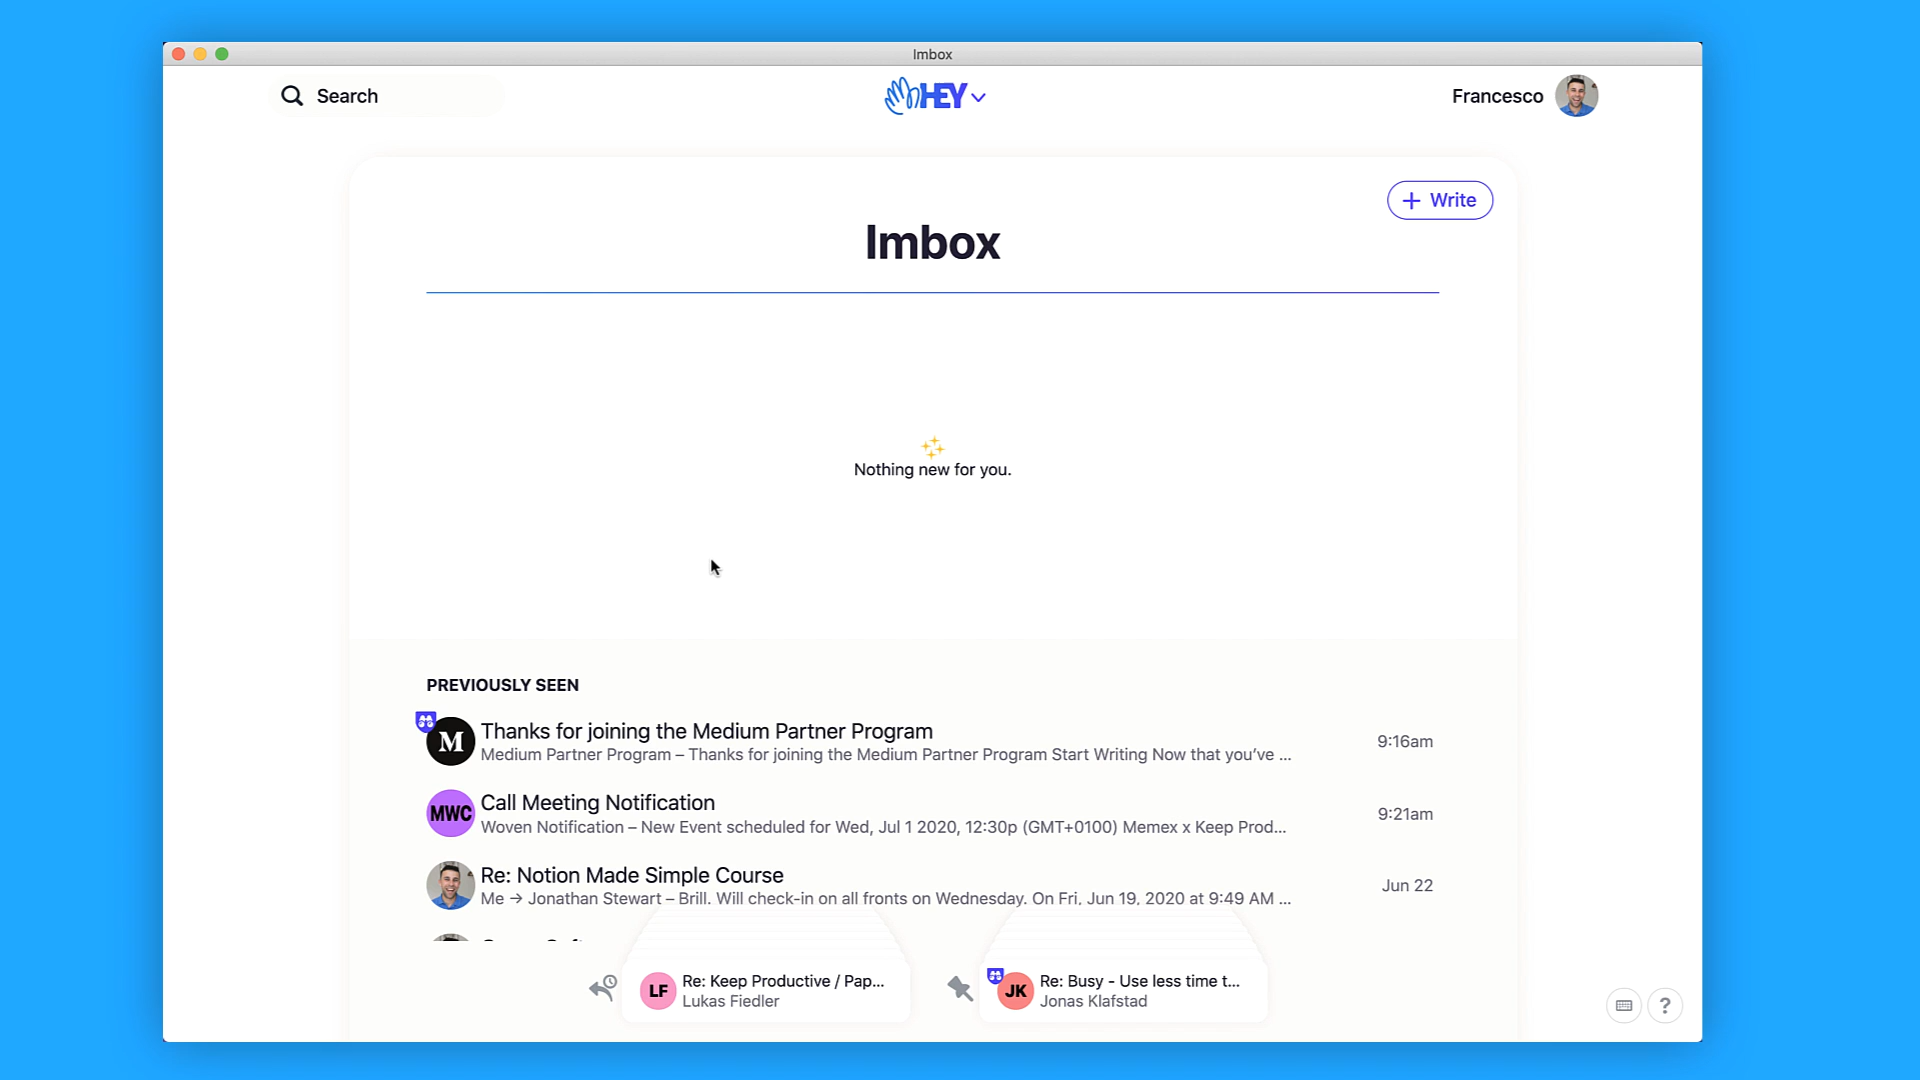 Imbox
Search
HEY
Francesco
+ Write
Imbox
Nothing new for you.
PREVIOUSLY SEEN
M
Thanks for joining the Medium Partner Program
Medium Partner Program – Thanks for joining the Medium Partner Program Start Writing Now that you've ...
9:16am
MWC
Call Meeting Notification
Woven Notification – New Event scheduled for Wed, Jul 1 2020, 12:30p (GMT+0100) Memex x Keep Prod...
9:21am
Re: Notion Made Simple Course
Me → Jonathan Stewart – Brill. Will check-in on all fronts on Wednesday. On Fri, Jun 19, 2020 at 9:49 AM ...
Jun 22
LF
Re: Keep Productive / Pap...
Lukas Fiedler
JK
Re: Busy - Use less time t...
Jonas Klafstad
?